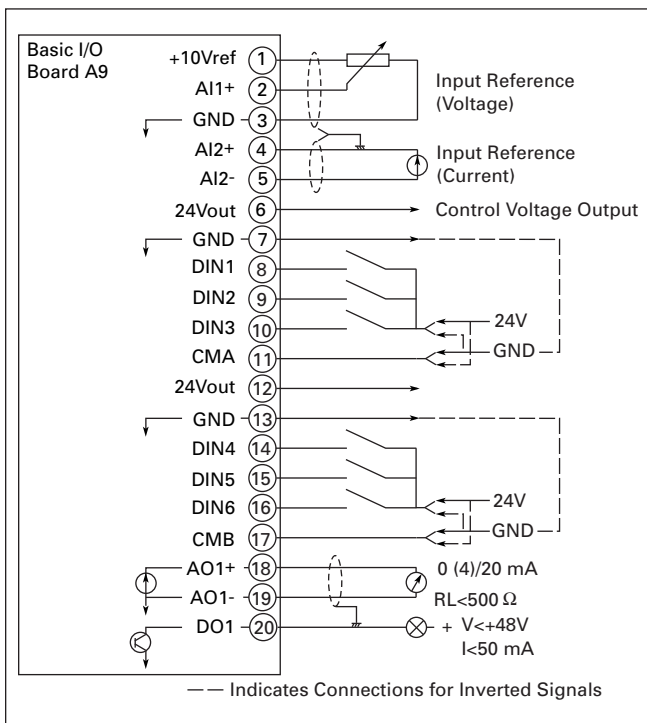 Basic I/O
Board A9
+10Vref 1
AI1+ 2
GND 3
Input Reference
(Voltage)
AI2+ 4
AI2- 5
Input Reference
(Current)
24Vout 6 Control Voltage Output
GND 7
DIN1 8
DIN2 9
DIN3 10
24V
CMA 11
GND
24Vout 12
GND 13
DIN4 14
DIN5 15
DIN6 16
24V
CMB 17
GND
AO1+ 18 0 (4)/20 mA
AO1- 19 RL<500 Ω
DO1 20 + V<+48V
I<50 mA
— — Indicates Connections for Inverted Signals